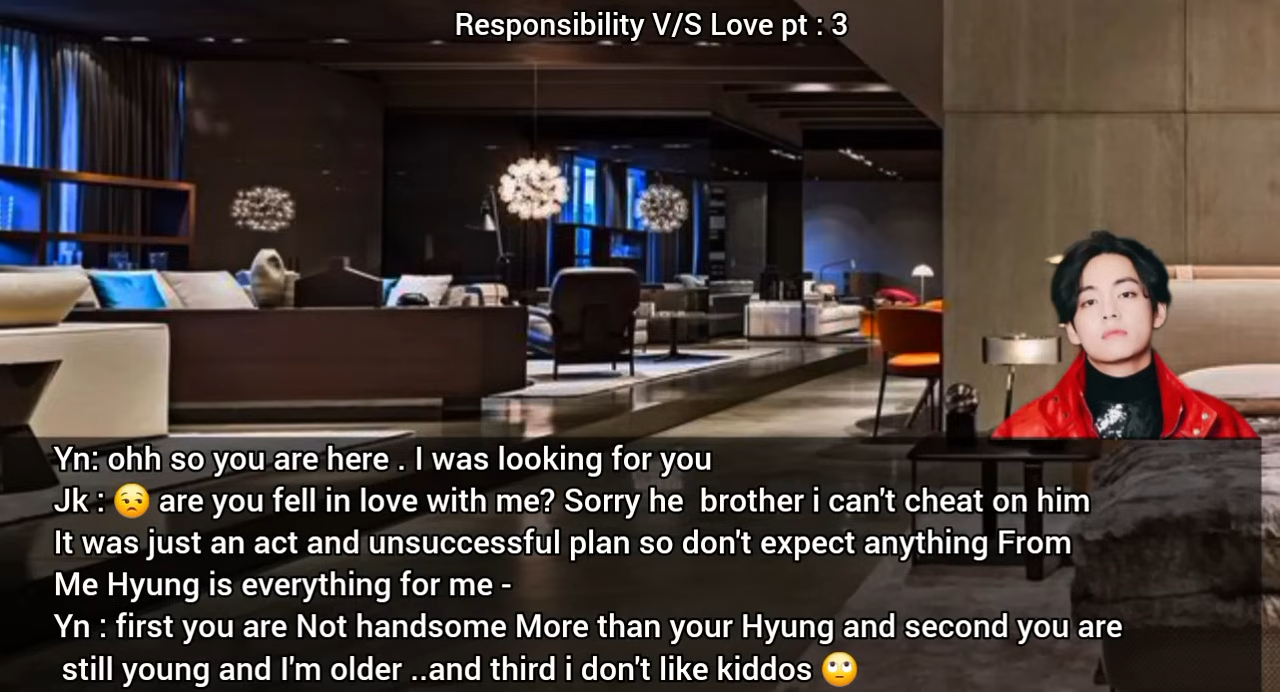 Responsibility V/S Love pt : 3
Yn: ohh so you are here . I was looking for you
Jk : 😒 are you fell in love with me? Sorry he  brother i can't cheat on him
It was just an act and unsuccessful plan so don't expect anything From
Me Hyung is everything for me -
Yn : first you are Not handsome More than your Hyung and second you are
still young and I'm older ..and third i don't like kiddos 🙄